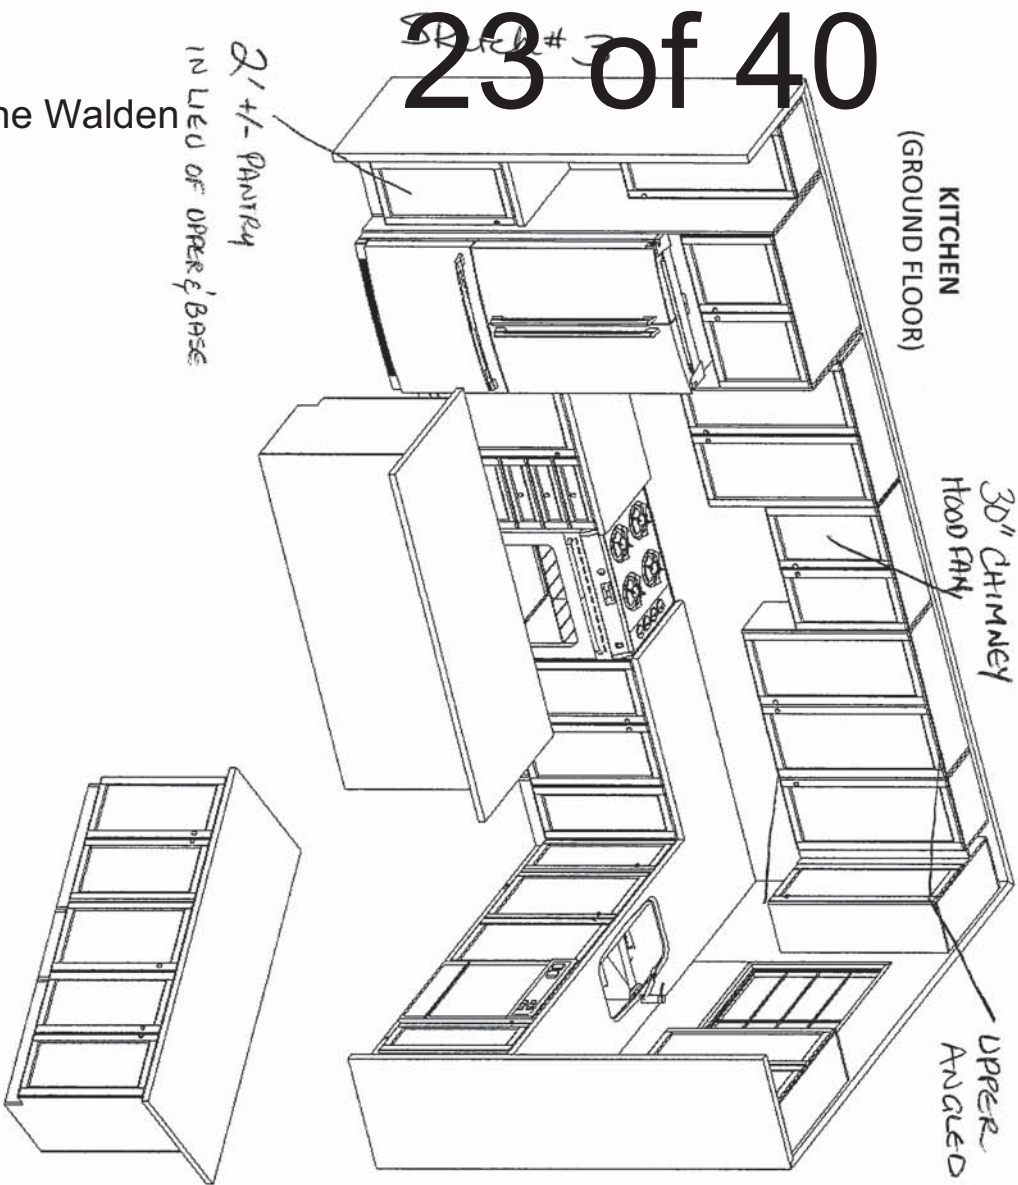 Sketch # 3
23 of 40
ne Walden
2' +/- PANTRY
IN LIEU OF UPPER & BASE
KITCHEN
(GROUND FLOOR)
30" CHIMNEY
HOOD FAN
UPPER
ANGLED